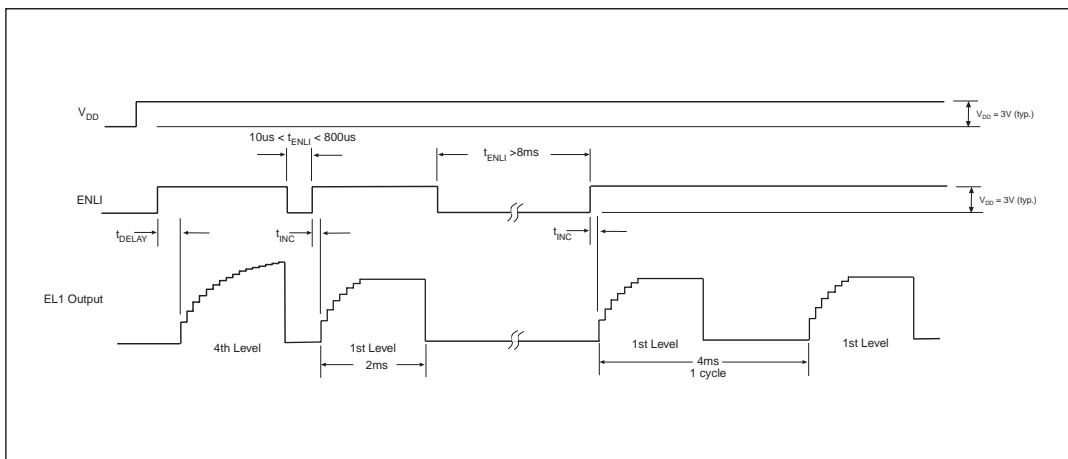 VDD
VDD = 3V (typ.)
10us < tENLI < 800us
tENLI >8ms
ENLI
VDD = 3V (typ.)
tDELAY
tINC
tINC
EL1 Output
4th Level
1st Level
1st Level
1st Level
2ms
4ms
1 cycle